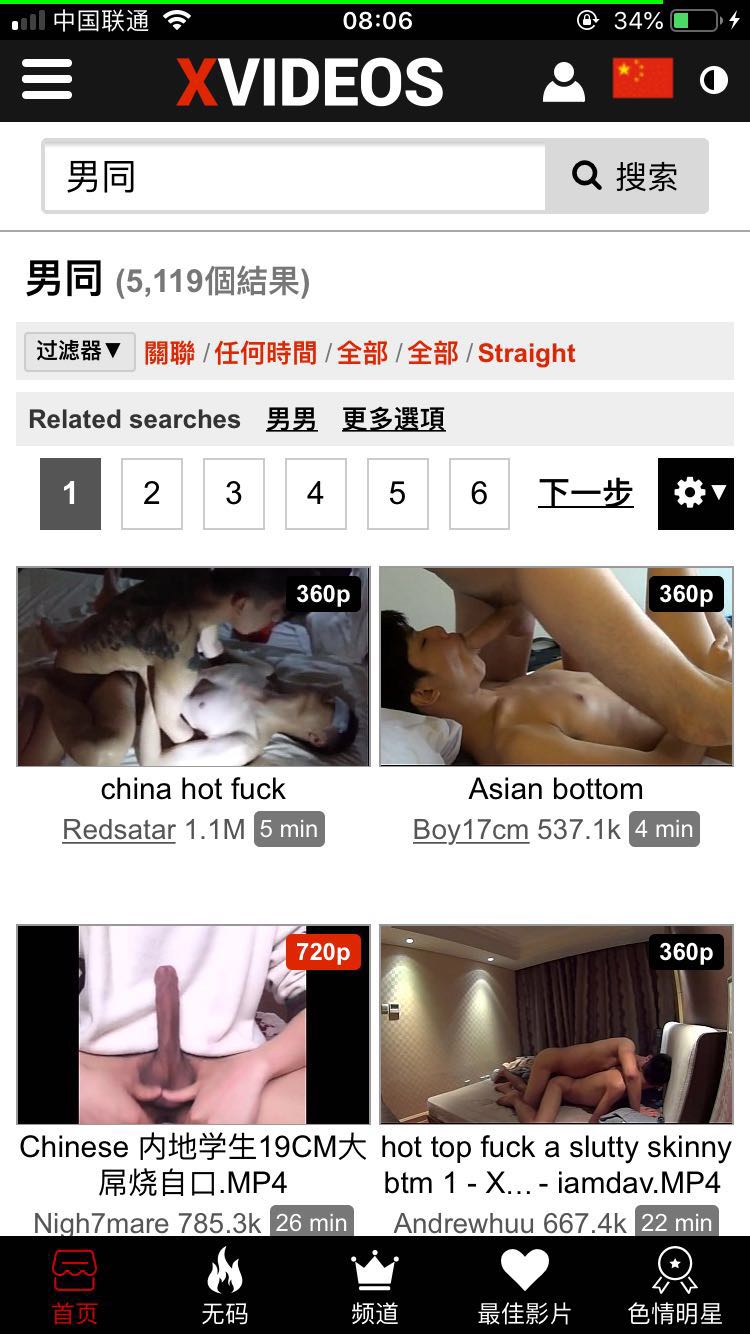 中国联通 08:06 34%
XVIDEOS
男同 搜索
男同 (5,119個結果)
过滤器▼ 關聯 / 任何時間 / 全部 / 全部 / Straight
Related searches 男男 更多選項
1 2 3 4 5 6 下一步 ▼
360p
360p
china hot fuck
Redsatar 1.1M 5 min
Asian bottom
Boy17cm 537.1k 4 min
720p
360p
Chinese 内地学生19CM大
屌烧自口.MP4
Nigh7mare 785.3k 26 min
hot top fuck a slutty skinny
btm 1 - X... - iamdav.MP4
Andrewhuu 667.4k 22 min
首页 无码 频道 最佳影片 色情明星